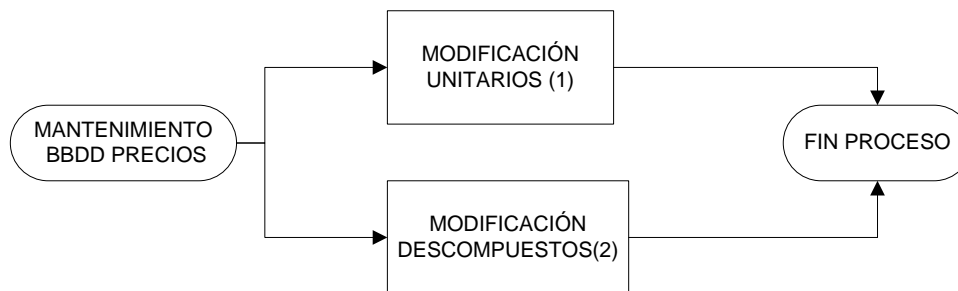 MODIFICACIÓN
UNITARIOS (1)
MANTENIMIENTO
BBDD PRECIOS
FIN PROCESO
MODIFICACIÓN
DESCOMPUESTOS(2)